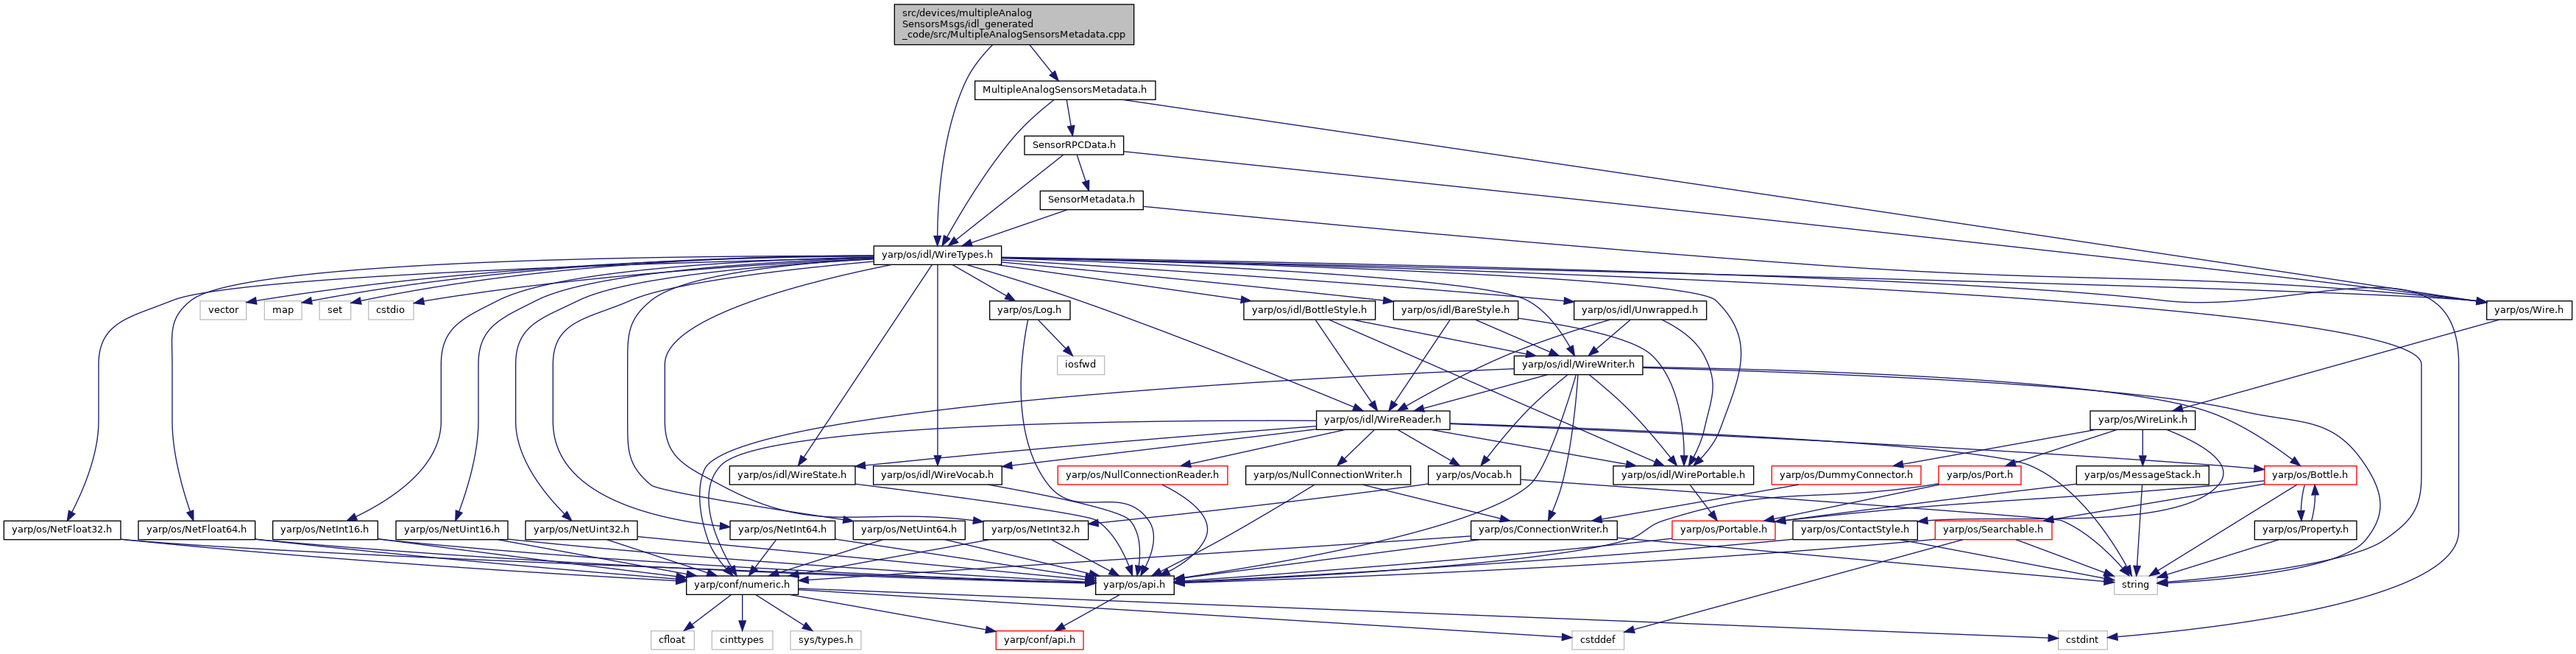 src/devices/multipleAnalog
SensorsMsgs/idl_generated
_code/src/MultipleAnalogSensorsMetadata.cpp
MultipleAnalogSensorsMetadata.h
SensorRPCData.h
SensorMetadata.h
yarp/os/idl/WireTypes.h
vector
map
set
cstdio
yarp/os/Log.h
yarp/os/idl/BottleStyle.h
yarp/os/idl/BareStyle.h
yarp/os/idl/Unwrapped.h
yarp/os/Wire.h
iosfwd
yarp/os/idl/WireWriter.h
yarp/os/idl/WireReader.h
yarp/os/WireLink.h
yarp/os/idl/WireState.h
yarp/os/idl/WireVocab.h
yarp/os/NullConnectionReader.h
yarp/os/NullConnectionWriter.h
yarp/os/Vocab.h
yarp/os/idl/WirePortable.h
yarp/os/DummyConnector.h
yarp/os/Port.h
yarp/os/MessageStack.h
yarp/os/Bottle.h
yarp/os/NetFloat32.h
yarp/os/NetFloat64.h
yarp/os/NetInt16.h
yarp/os/NetUint16.h
yarp/os/NetUint32.h
yarp/os/NetInt64.h
yarp/os/NetUint64.h
yarp/os/NetInt32.h
yarp/os/ConnectionWriter.h
yarp/os/Portable.h
yarp/os/ContactStyle.h
yarp/os/Searchable.h
yarp/os/Property.h
yarp/conf/numeric.h
yarp/os/api.h
string
cfloat
cinttypes
sys/types.h
yarp/conf/api.h
cstddef
cstdint